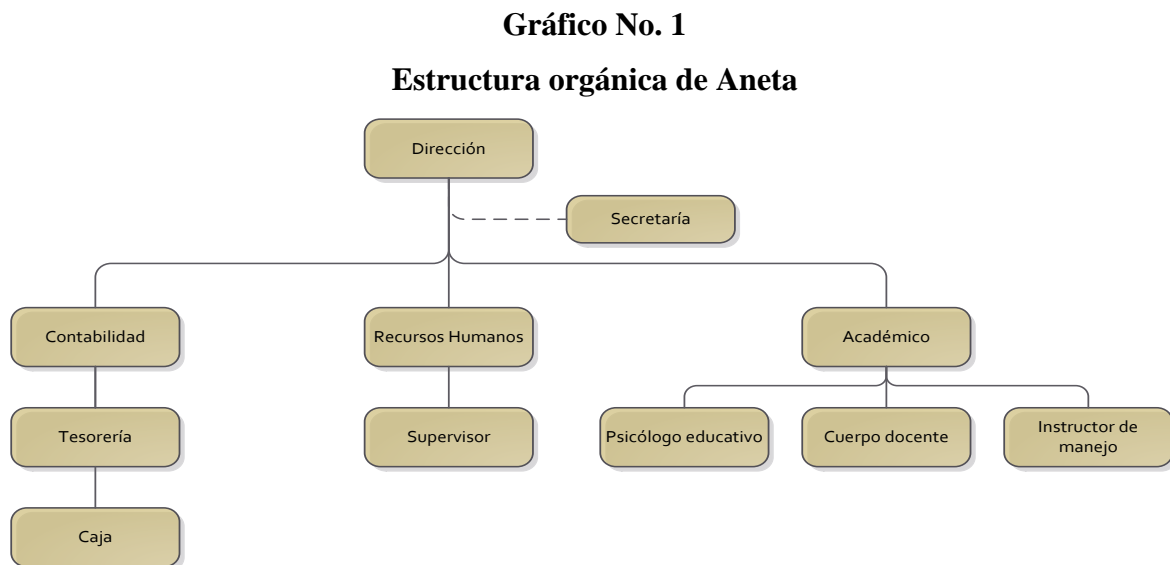 Gráfico No. 1
Estructura orgánica de Aneta
Dirección
Secretaría
Contabilidad
Recursos Humanos
Académico
Tesorería
Supervisor
Psicólogo educativo
Cuerpo docente
Instructor de
manejo
Caja